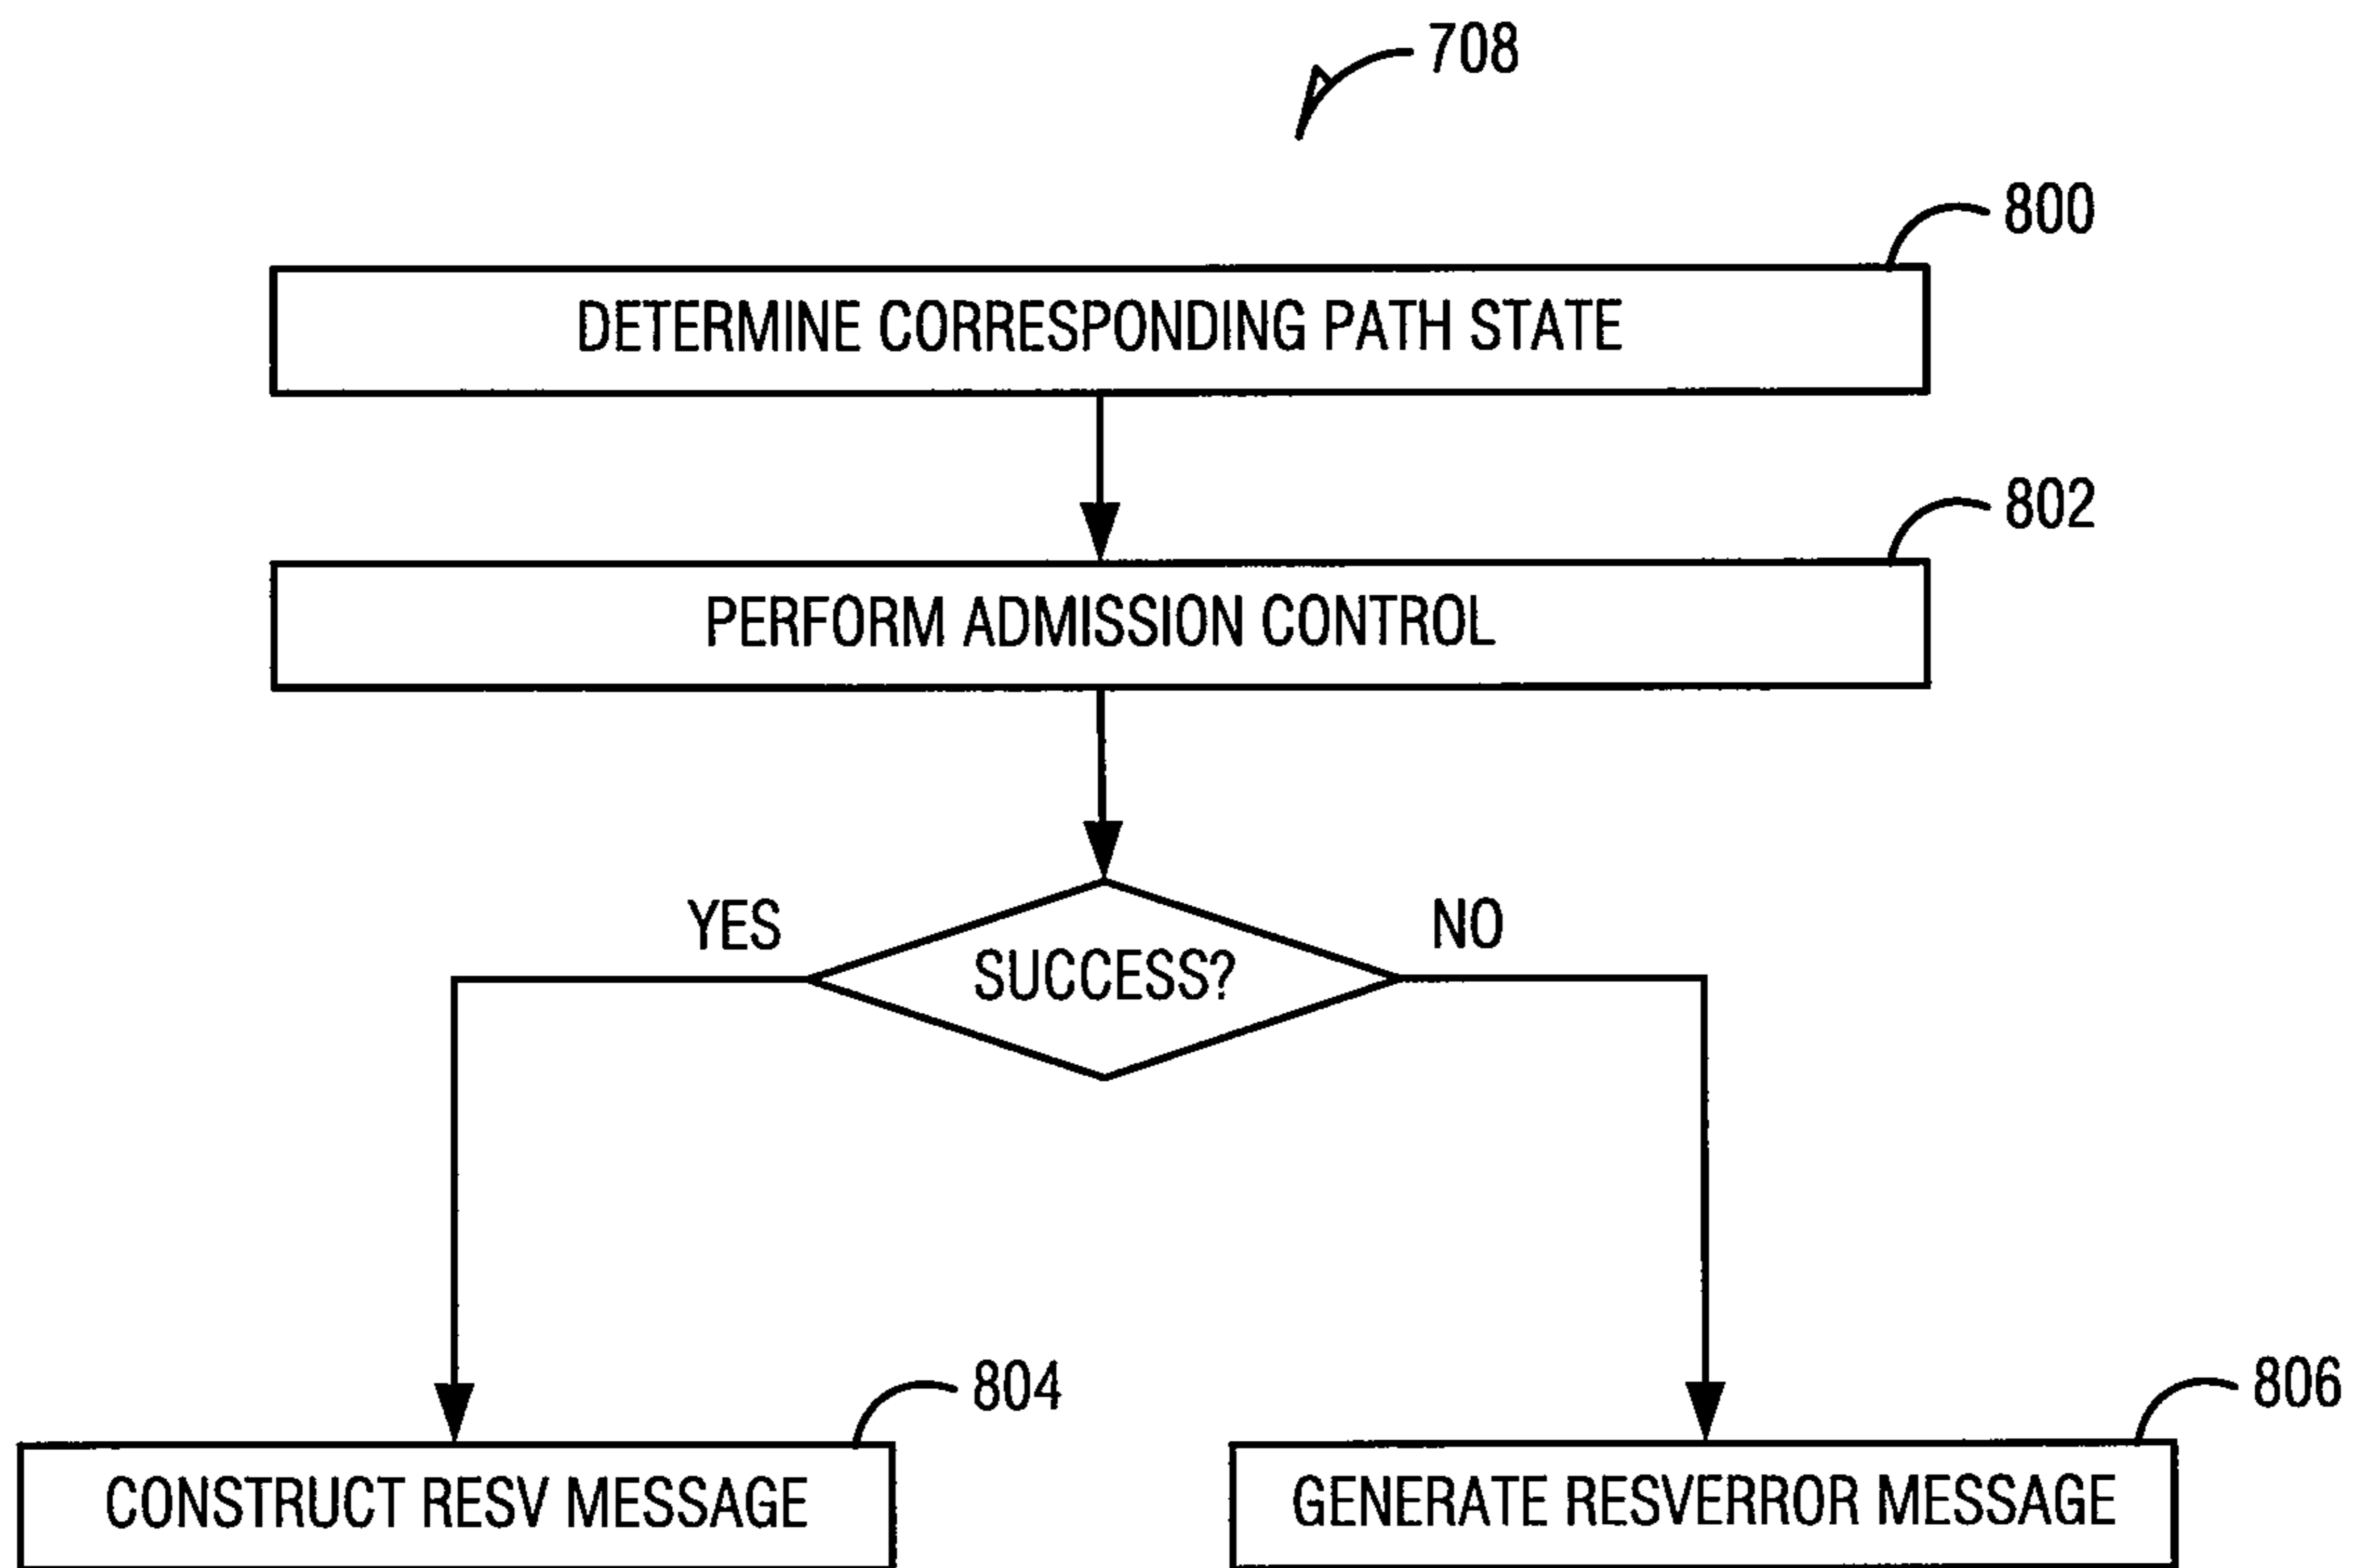 708
800
DETERMINE CORRESPONDING PATH STATE
802
PERFORM ADMISSION CONTROL
YES
NO
SUCCESS?
804
806
CONSTRUCT RESV MESSAGE
GENERATE RESVERROR MESSAGE